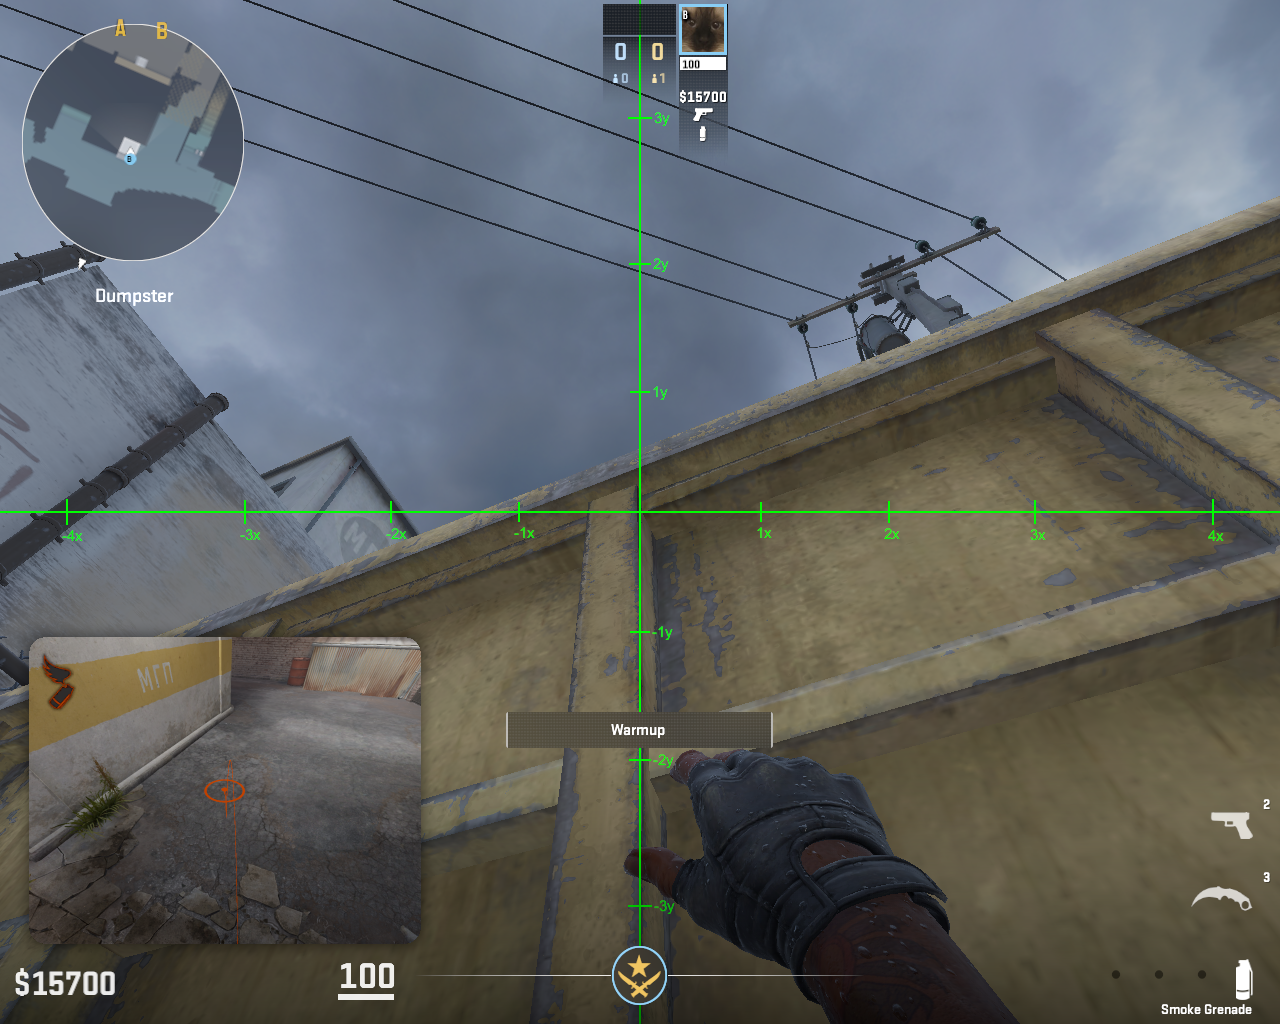 A B
B
0 0
100
0 1
$15700
3y
2y
Dumpster
1y
-4x -3x -2x -1x 1x 2x 3x 4x
-1y
МГП
Warmup
-2y
2
3
-3y
$15700
100
Smoke Grenade